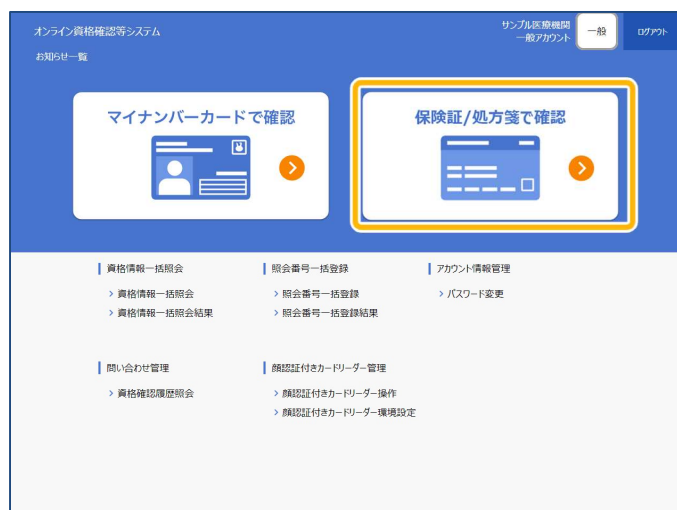 オンライン資格確認等システム
サンプル医療機関
一般アカウント
一般
ログアウト
お知らせ一覧
マイナンバーカードで確認
保険証/処方箋で確認
資格情報一括照会
照会番号一括登録
アカウント情報管理
> 資格情報一括照会
> 照会番号一括登録
> パスワード変更
> 資格情報一括照会結果
> 照会番号一括登録結果
問い合わせ管理
顔認証付きカードリーダー管理
> 資格確認履歴照会
> 顔認証付きカードリーダー操作
> 顔認証付きカードリーダー環境設定